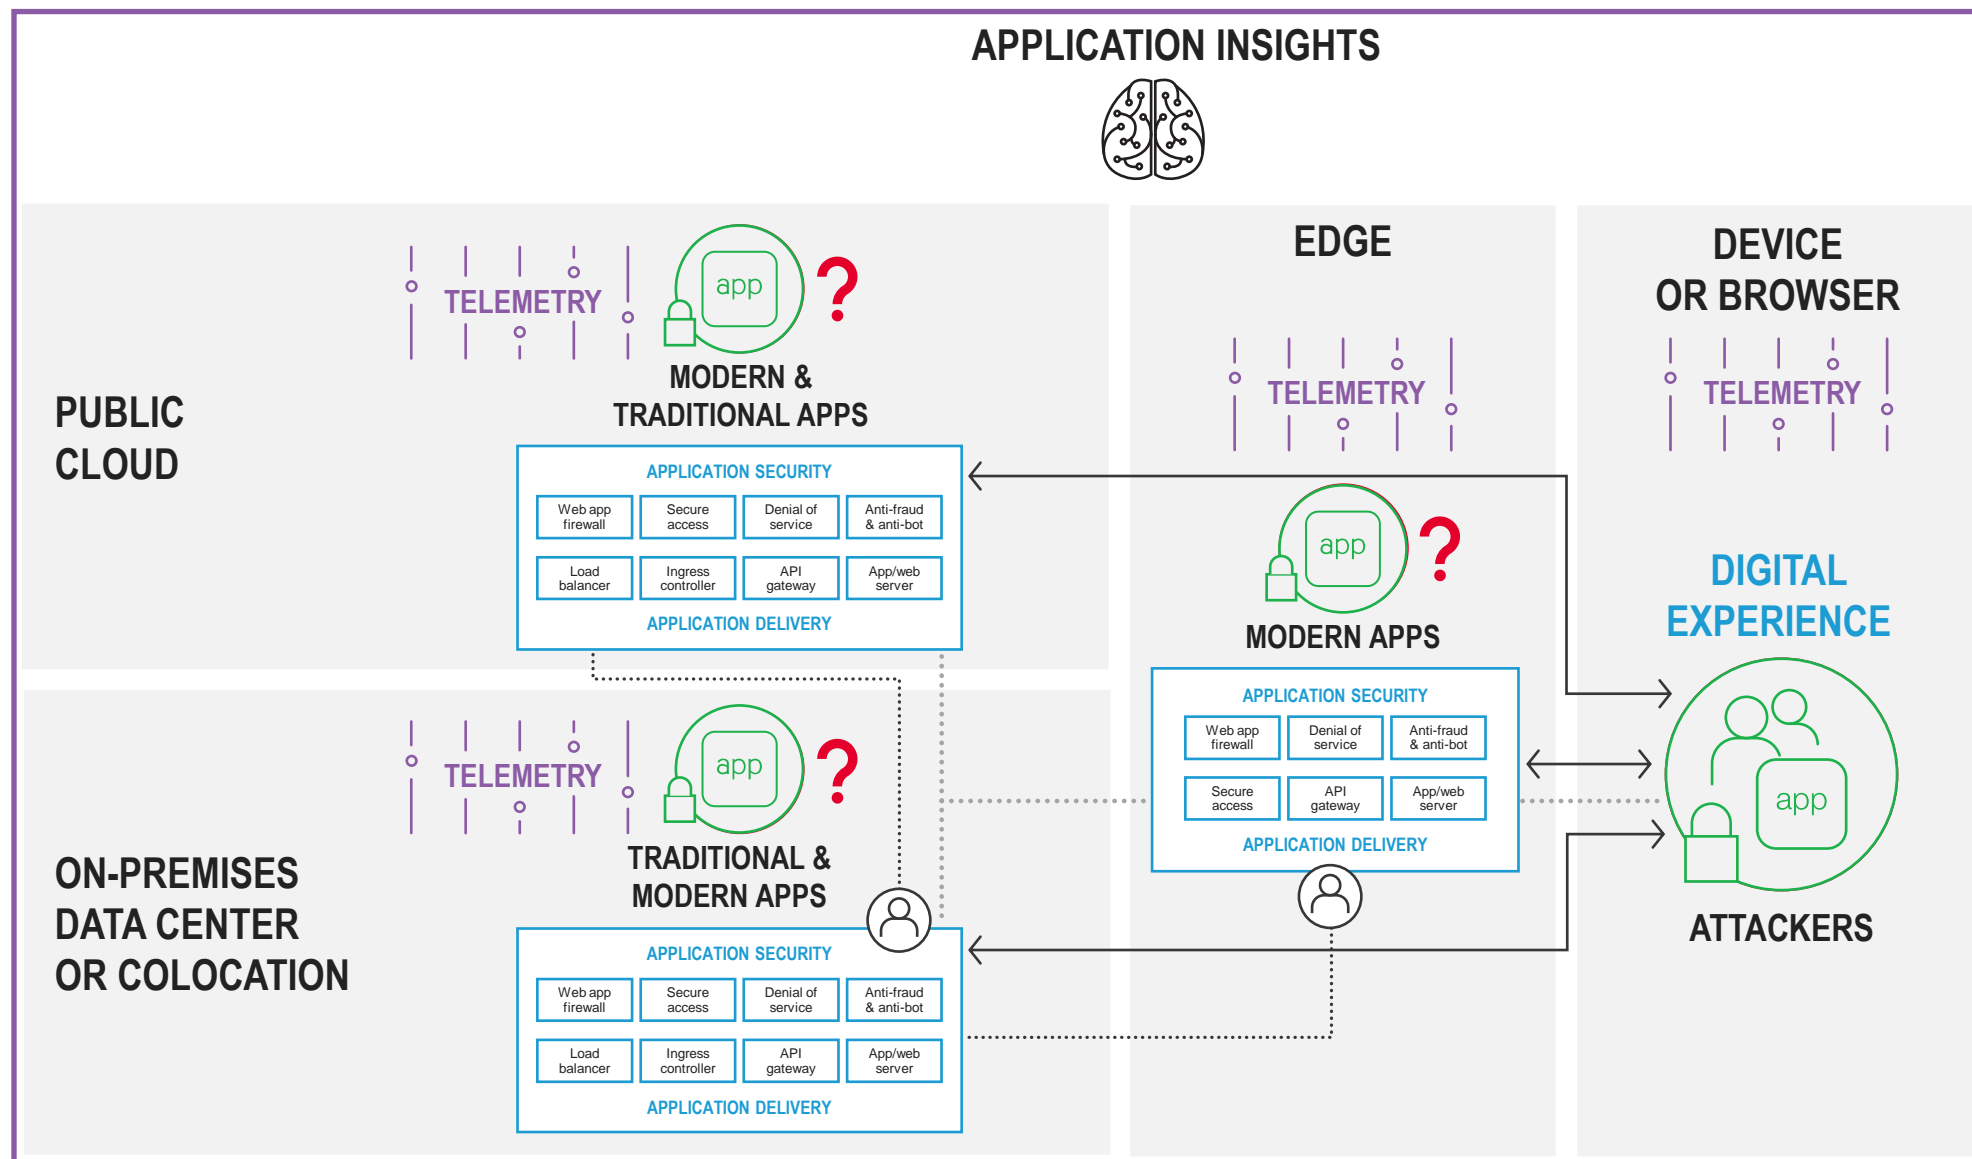 APPLICATION INSIGHTS
PUBLIC
CLOUD
TELEMETRY
app
?
MODERN &
TRADITIONAL APPS
APPLICATION SECURITY
Web app
firewall
Secure
access
Denial of
service
Anti-fraud
& anti-bot
Load
balancer
Ingress
controller
API
gateway
App/web
server
APPLICATION DELIVERY
ON-PREMISES
DATA CENTER
OR COLOCATION
TELEMETRY
app
?
TRADITIONAL &
MODERN APPS
APPLICATION SECURITY
Web app
firewall
Secure
access
Denial of
service
Anti-fraud
& anti-bot
Load
balancer
Ingress
controller
API
gateway
App/web
server
APPLICATION DELIVERY
EDGE
TELEMETRY
app
?
MODERN APPS
APPLICATION SECURITY
Web app
firewall
Denial of
service
Anti-fraud
& anti-bot
Secure
access
API
gateway
App/web
server
APPLICATION DELIVERY
DEVICE
OR BROWSER
TELEMETRY
DIGITAL
EXPERIENCE
app
ATTACKERS